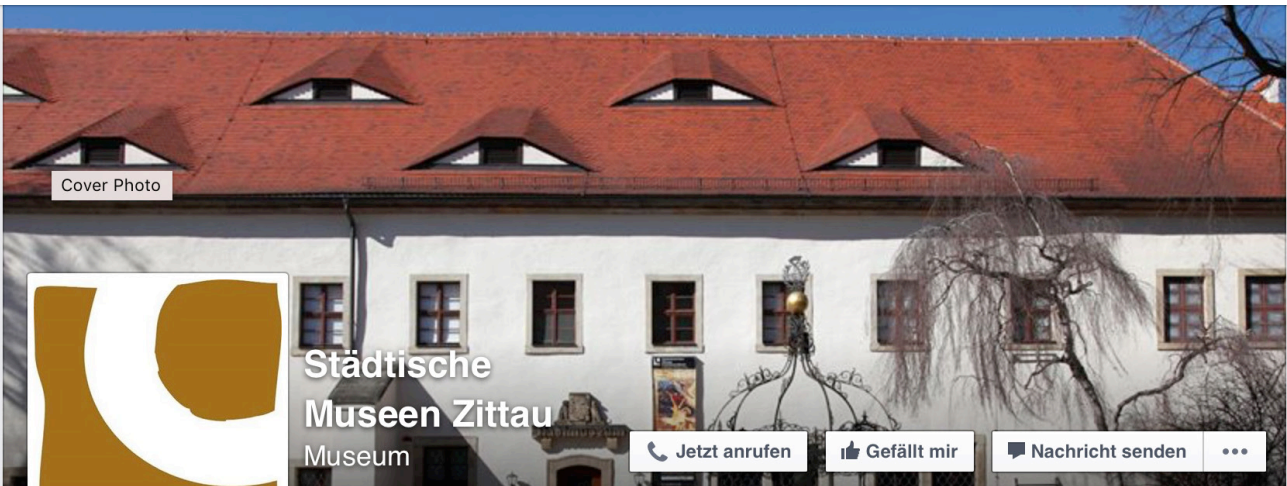 Cover Photo
Städtische
Museen Zittau
Museum
Jetzt anrufen
Gefällt mir
Nachricht senden